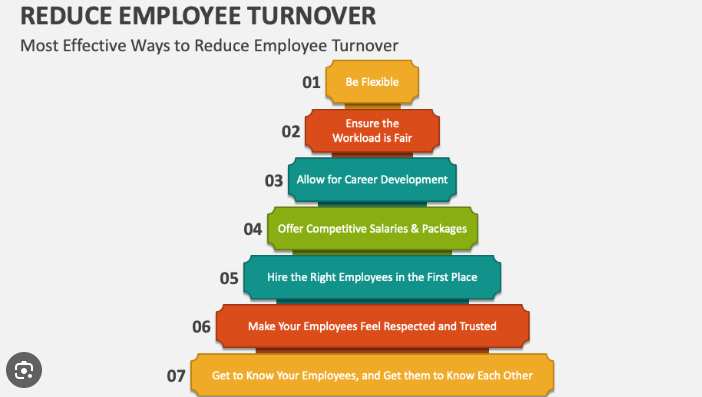 REDUCE EMPLOYEE TURNOVER
Most Effective Ways to Reduce Employee Turnover
01 Be Flexible
02 Ensure the
Workload is Fair
03 Allow for Career Development
04 Offer Competitive Salaries & Packages
05 Hire the Right Employees in the First Place
06 Make Your Employees Feel Respected and Trusted
07 Get to Know Your Employees, and Get them to Know Each Other